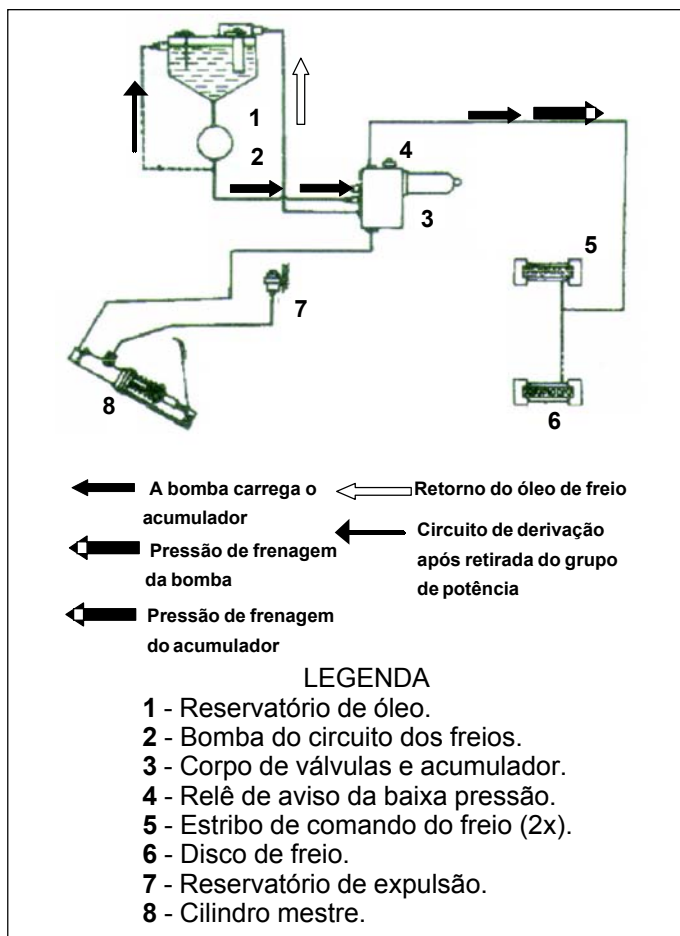 1
2
4
3
5
7
8
6
A bomba carrega o
acumulador
Retorno do óleo de freio
Pressão de frenagem
da bomba
Circuito de derivação
após retirada do grupo
de potência
Pressão de frenagem
do acumulador
LEGENDA
1 - Reservatório de óleo.
2 - Bomba do circuito dos freios.
3 - Corpo de válvulas e acumulador.
4 - Relê de aviso da baixa pressão.
5 - Estribo de comando do freio (2x).
6 - Disco de freio.
7 - Reservatório de expulsão.
8 - Cilindro mestre.